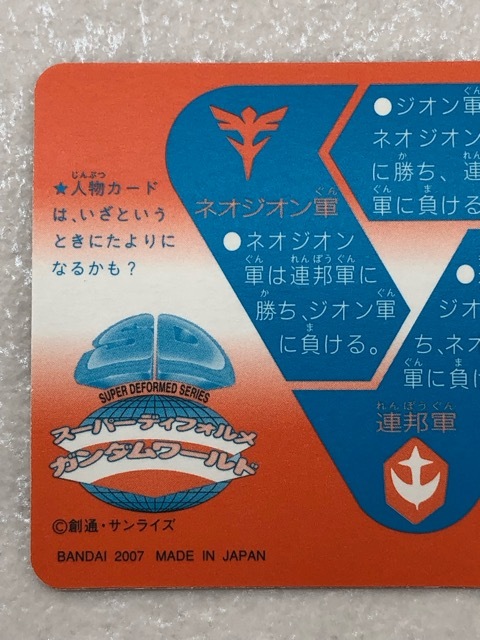 ●ジオン軍
ネオジオン
に勝ち、連
軍に負ける
★人物カード
は、いざという
ときにたよりに
なるかも?
ネオジオン軍
●ネオジオン
軍は連邦軍に
勝ち、ジオン軍
に負ける。
ジオ
ち、ネオ
軍に負け
連邦軍
SUPER DEFORMED SERIES
スーパーディフォルメ
ガンダムワールド
©創通・サンライズ
BANDAI 2007 MADE IN JAPAN